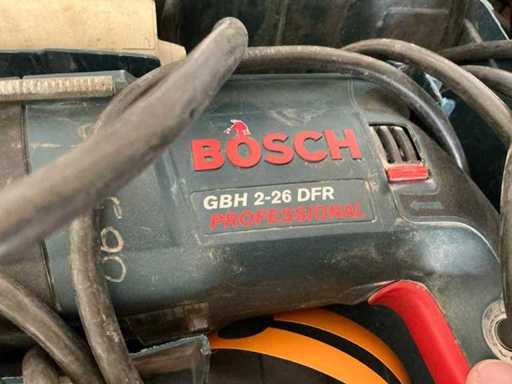 BOSCH
GBH 2-26 DFR
PROFESSIONAL